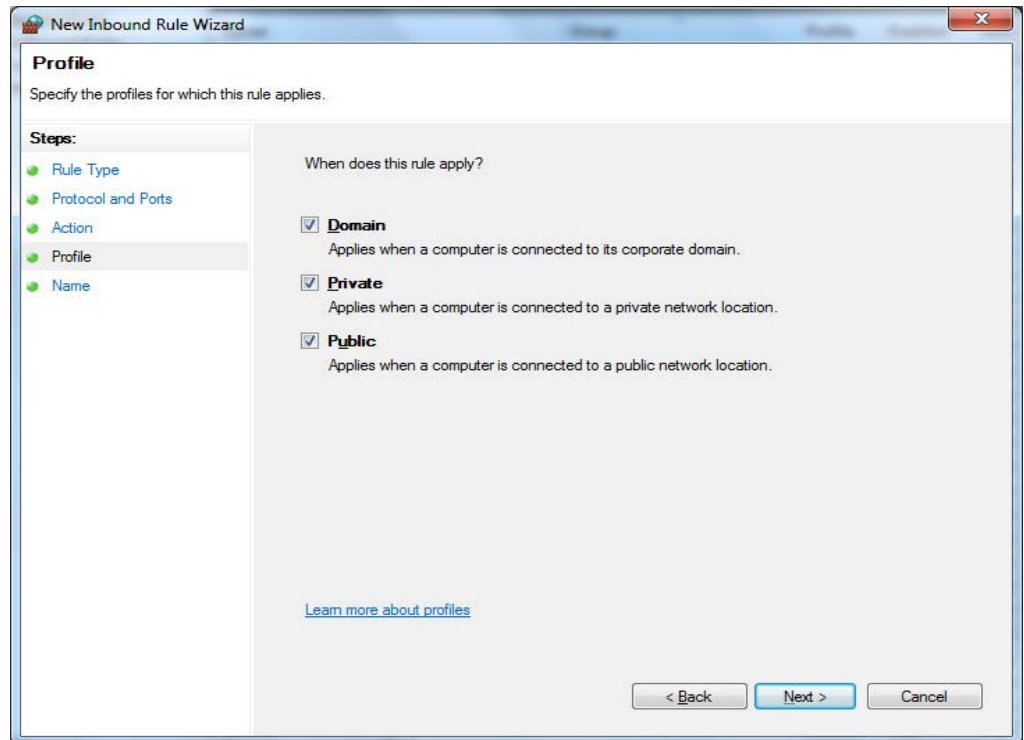 New Inbound Rule Wizard
Profile
Specify the profiles for which this rule applies.
Steps:
Rule Type
Protocol and Ports
Action
Profile
Name
When does this rule apply?
Domain
Applies when a computer is connected to its corporate domain.
Private
Applies when a computer is connected to a private network location.
Public
Applies when a computer is connected to a public network location.
Learn more about profiles
< Back
Next >
Cancel